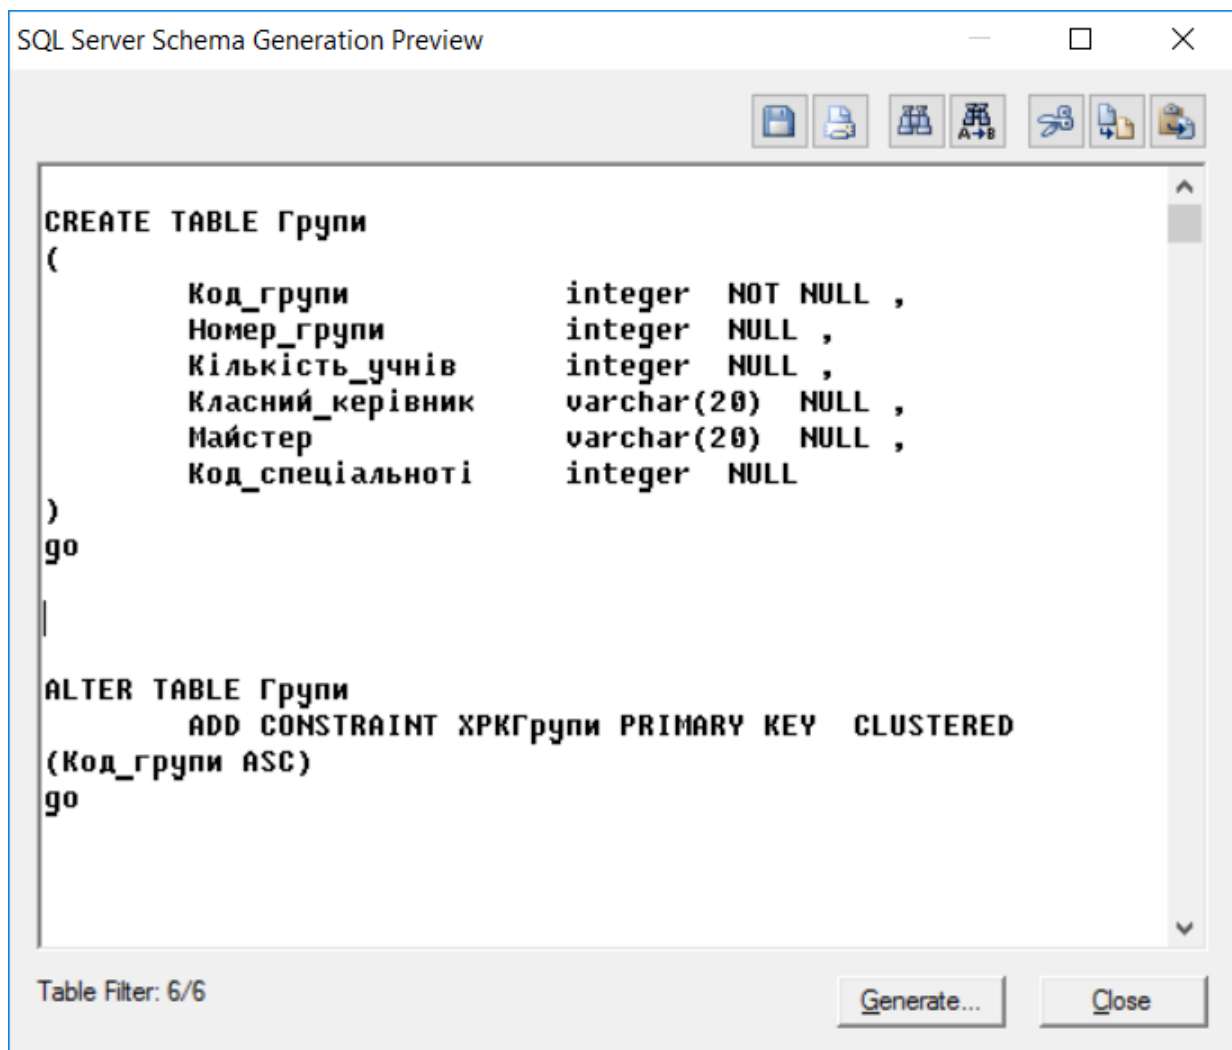 SQL Server Schema Generation Preview
A→B
CREATE TABLE Групи
(
Код_групи integer NOT NULL ,
Номер_групи integer NULL ,
Кількість_учнів integer NULL ,
Класний_керівник varchar(20) NULL ,
Майстер varchar(20) NULL ,
Код_спеціальноті integer NULL
)
go
ALTER TABLE Групи
ADD CONSTRAINT XPKГрупи PRIMARY KEY CLUSTERED
(Код_групи ASC)
go
Table Filter: 6/6
Generate...
Close